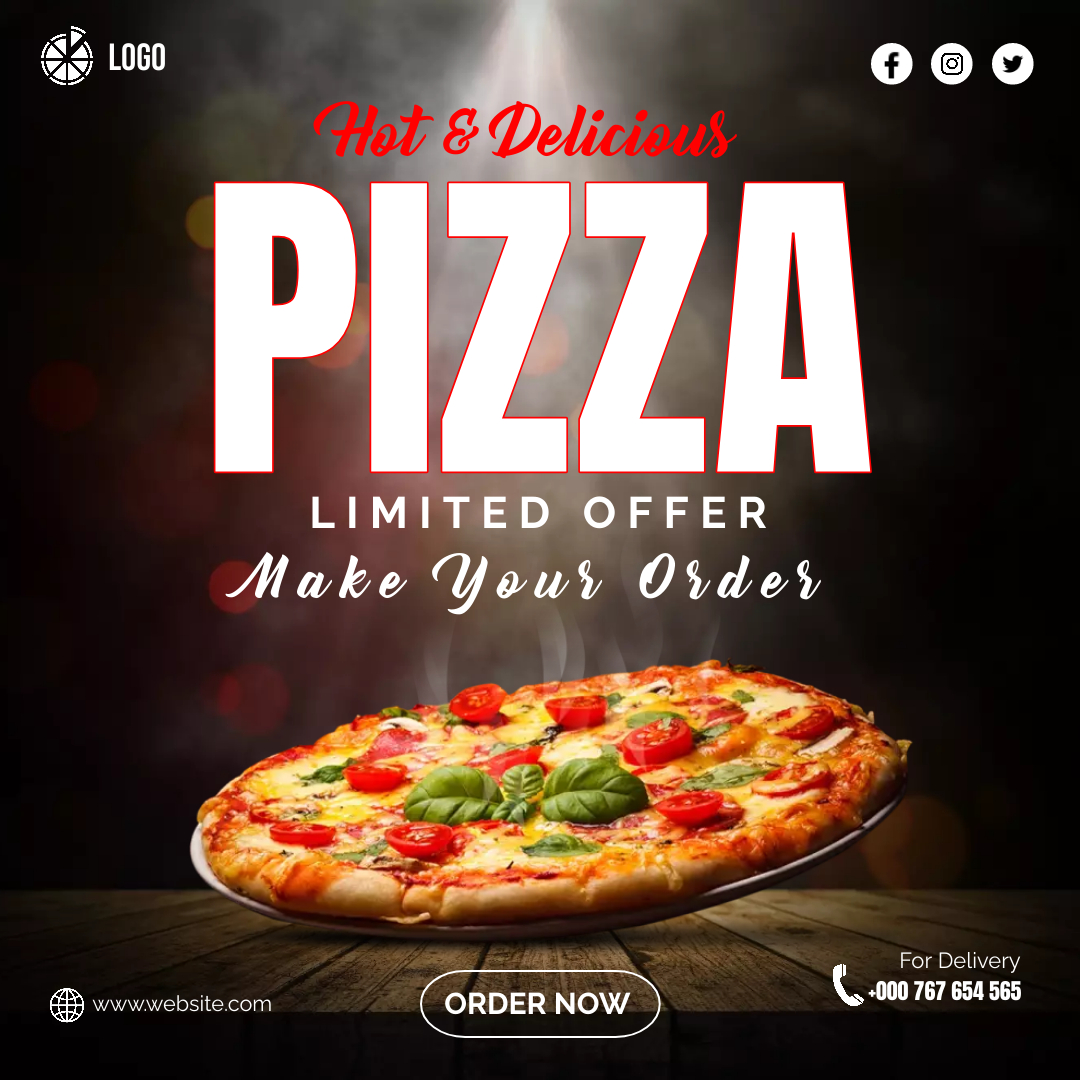 LOGO
Hot & Delicious
PIZZA
LIMITED OFFER
Make Your Order
For Delivery
+000 767 654 565
www.website.com
ORDER NOW